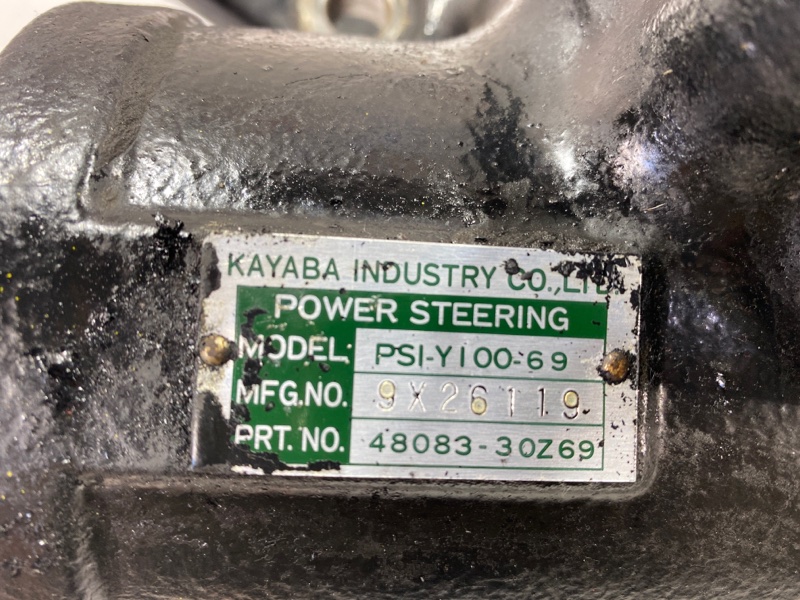 KAYABA INDUSTRY CO.,LTD
POWER STEERING
MODEL PSI-Y100-69
MFG.NO. 9X26119
PRT.NO. 48083-30Z69